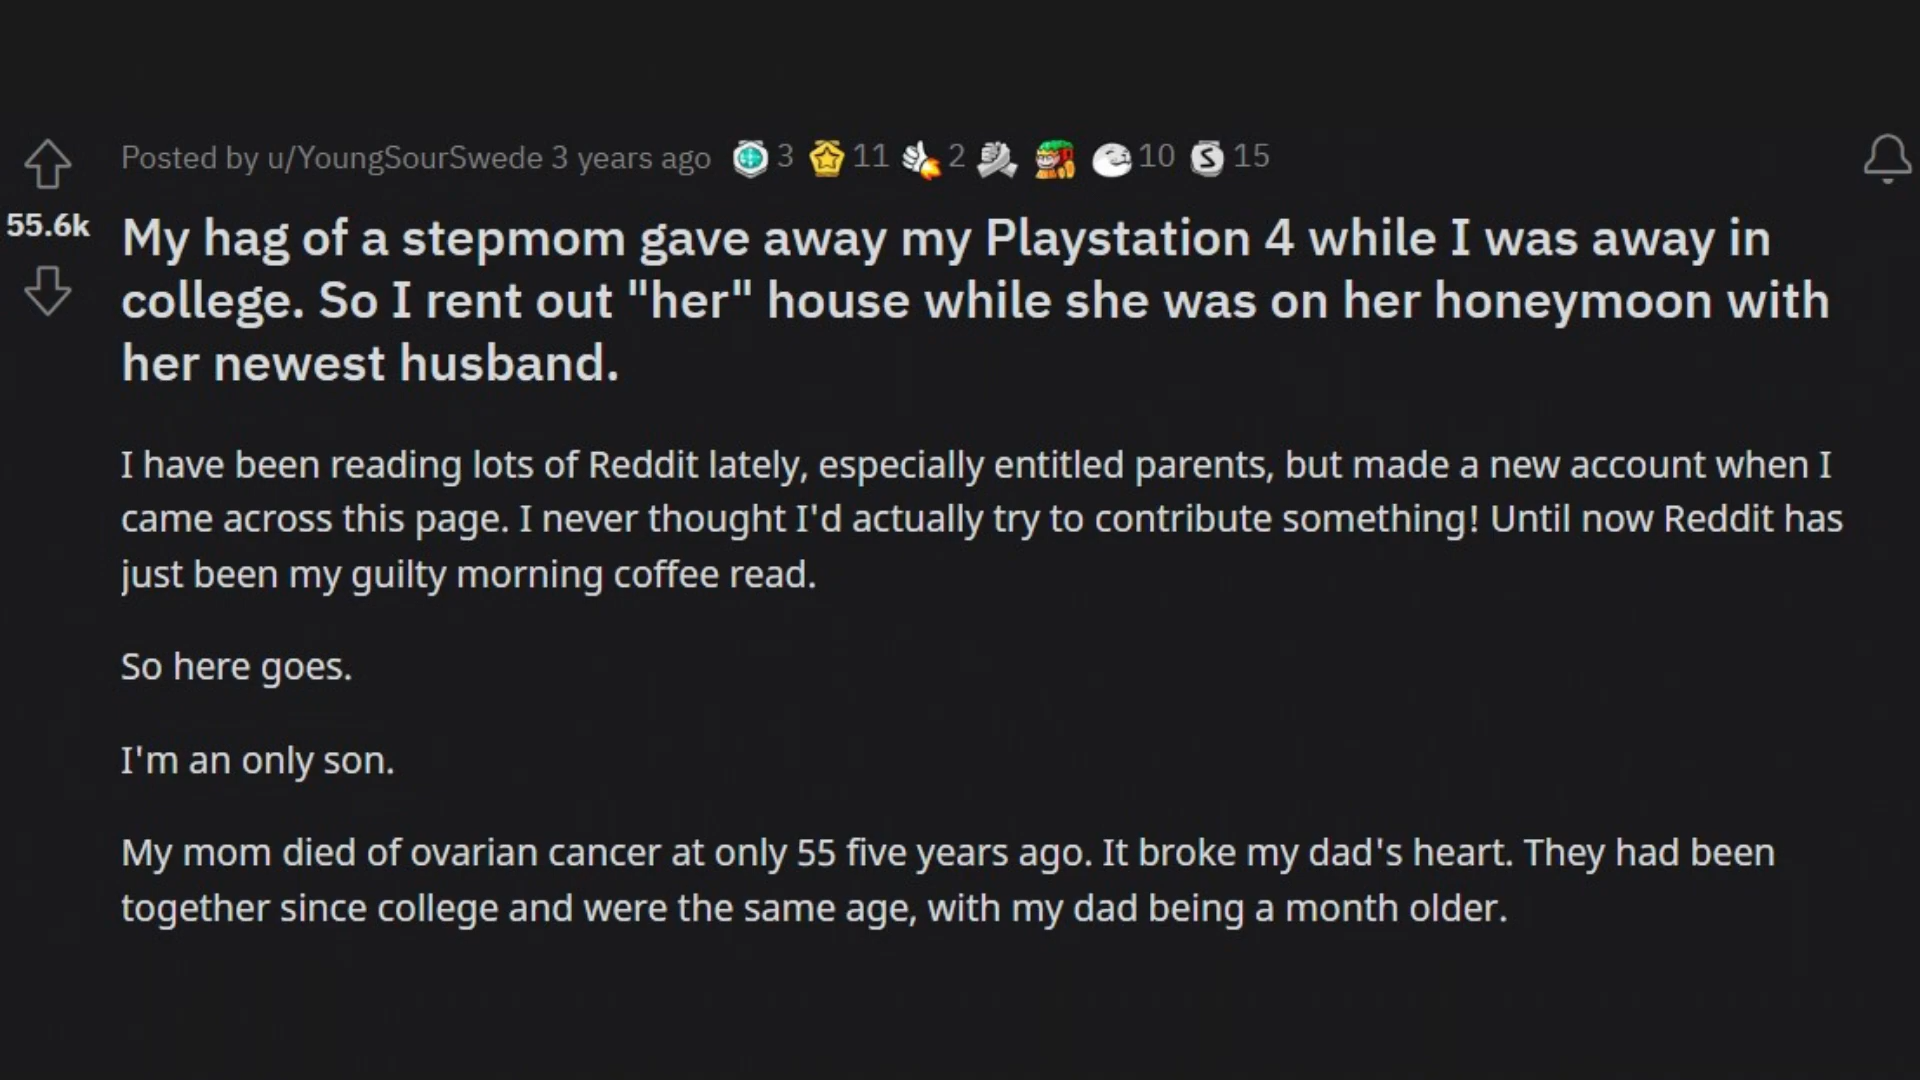 Posted by u/YoungSourSwede 3 years ago 3 11 2 10 S 15
55.6k
My hag of a stepmom gave away my Playstation 4 while I was away in
college. So I rent out "her" house while she was on her honeymoon with
her newest husband.
I have been reading lots of Reddit lately, especially entitled parents, but made a new account when I
came across this page. I never thought I'd actually try to contribute something! Until now Reddit has
just been my guilty morning coffee read.
So here goes.
I'm an only son.
My mom died of ovarian cancer at only 55 five years ago. It broke my dad's heart. They had been
together since college and were the same age, with my dad being a month older.